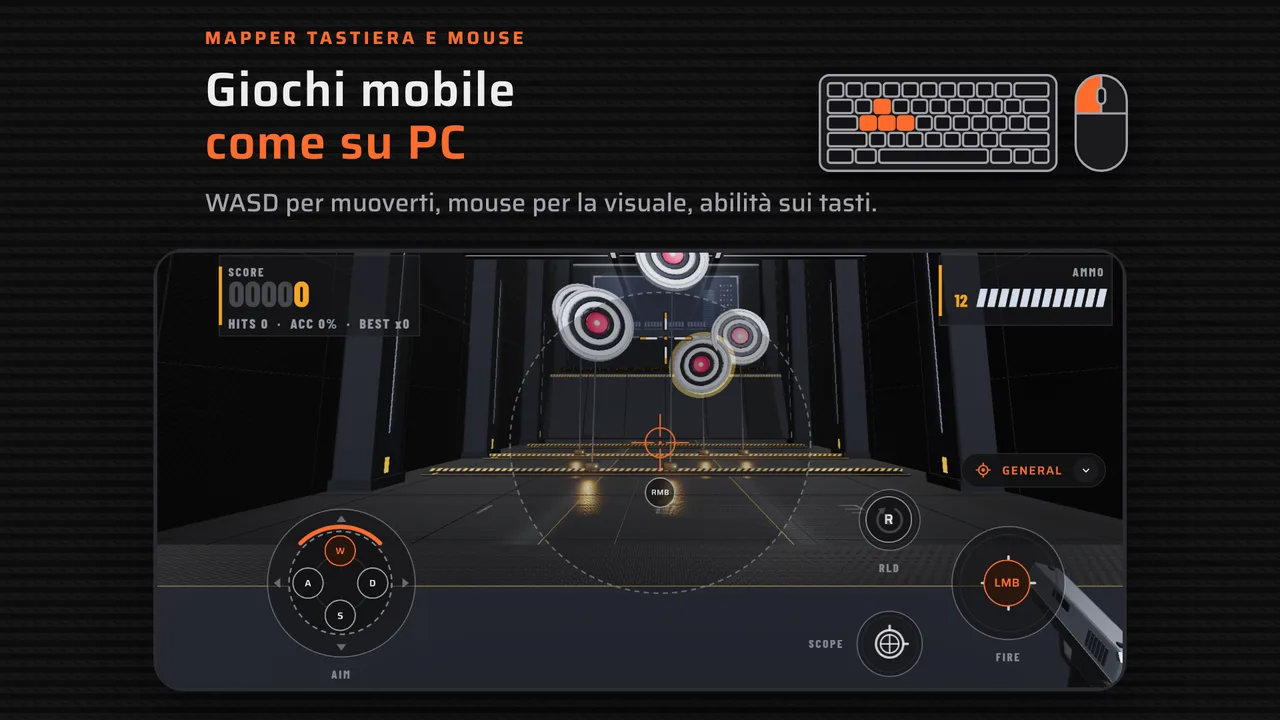 MAPPER TASTIERA E MOUSE
Giochi mobile
come su PC
WASD per muoverti, mouse per la visuale, abilità sui tasti.
SCORE
00000
HITS 0 · ACC 0% · BEST x0
AMMO
12
GENERAL
RMB
R
RLD
W
A
D
S
AIM
LMB
FIRE
SCOPE